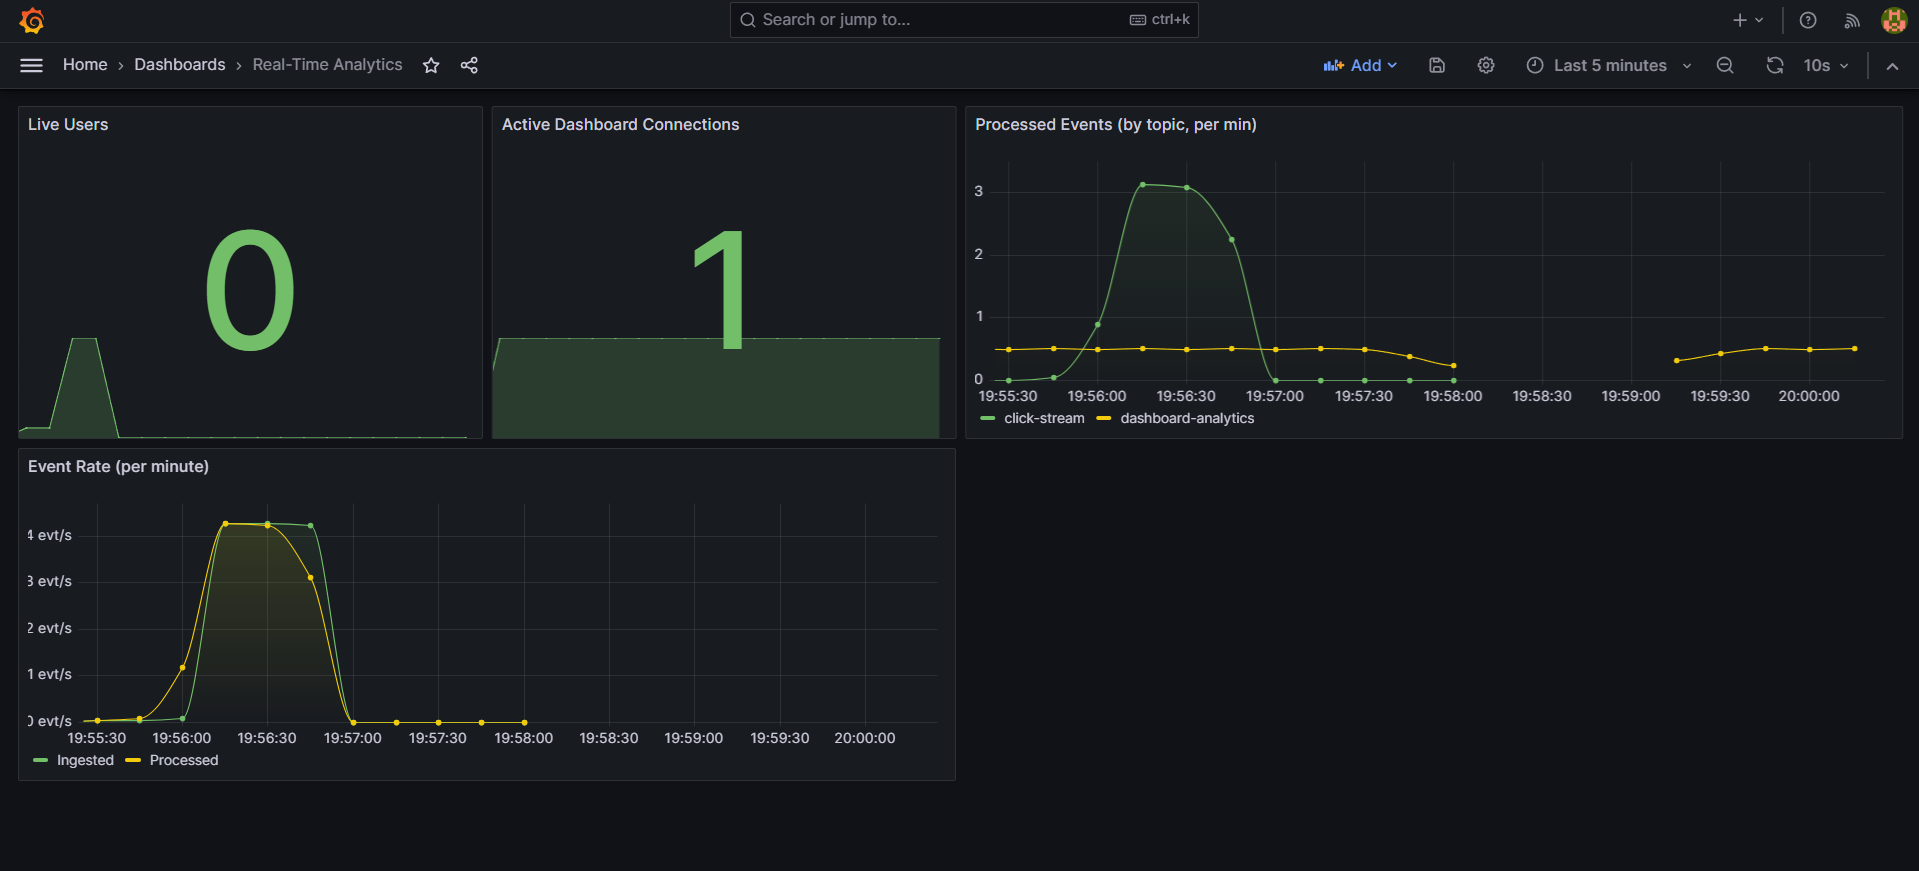 Search or jump to... ctrl+k
Home › Dashboards › Real-Time Analytics
Add
Last 5 minutes
10s
Live Users
0
Active Dashboard Connections
1
Processed Events (by topic, per min)
3
2
1
0
19:55:30 19:56:00 19:56:30 19:57:00 19:57:30 19:58:00 19:58:30 19:59:00 19:59:30 20:00:00
click-stream dashboard-analytics
Event Rate (per minute)
4 evt/s
3 evt/s
2 evt/s
1 evt/s
0 evt/s
19:55:30 19:56:00 19:56:30 19:57:00 19:57:30 19:58:00 19:58:30 19:59:00 19:59:30 20:00:00
Ingested Processed